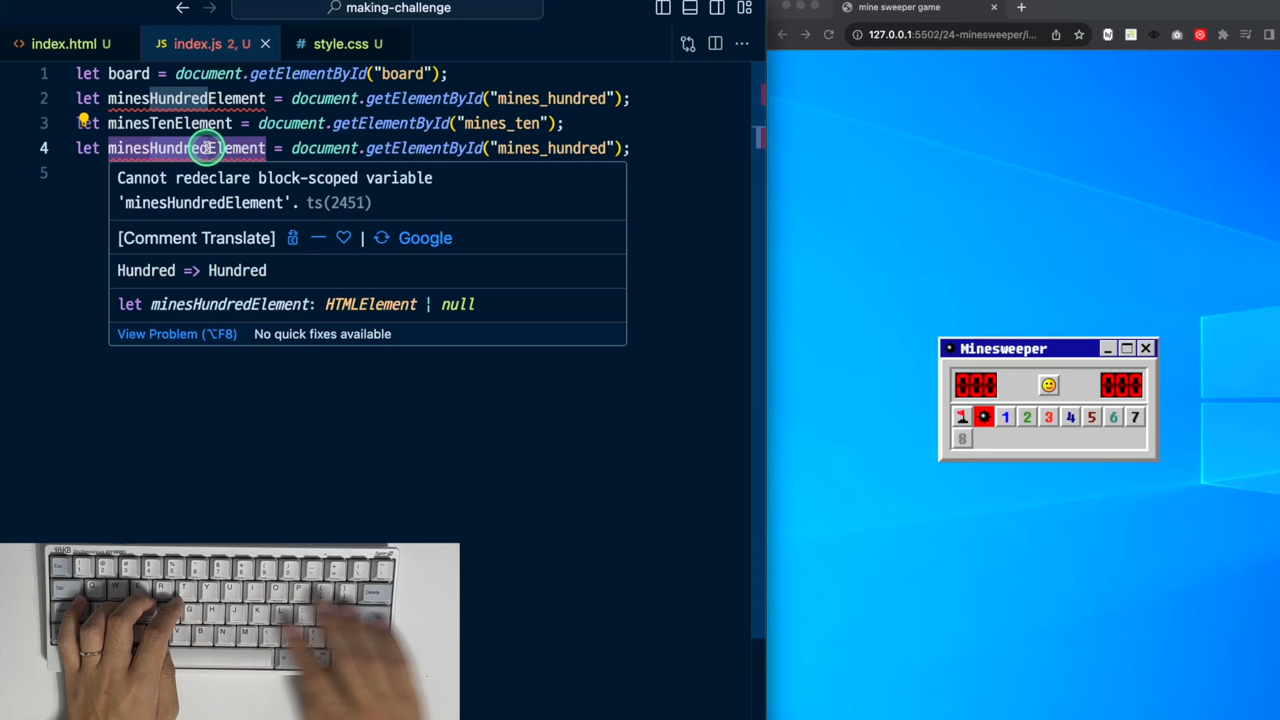 making-challenge
mine sweeper game
index.html U
JS index.js 2, U
style.css U
127.0.0.1:5502/24-minesweeper/i...
1 let board = document.getElementById("board");
2 let minesHundredElement = document.getElementById("mines_hundred");
3 let minesTenElement = document.getElementById("mines_ten");
4 let minesHundredElement = document.getElementById("mines_hundred");
5
Cannot redeclare block-scoped variable
'minesHundredElement'. ts(2451)
[Comment Translate] | Google
Hundred => Hundred
let minesHundredElement: HTMLElement | null
View Problem (⌥F8) No quick fixes available
Minesweeper
000 000
1 2 3 4 5 6 7
8